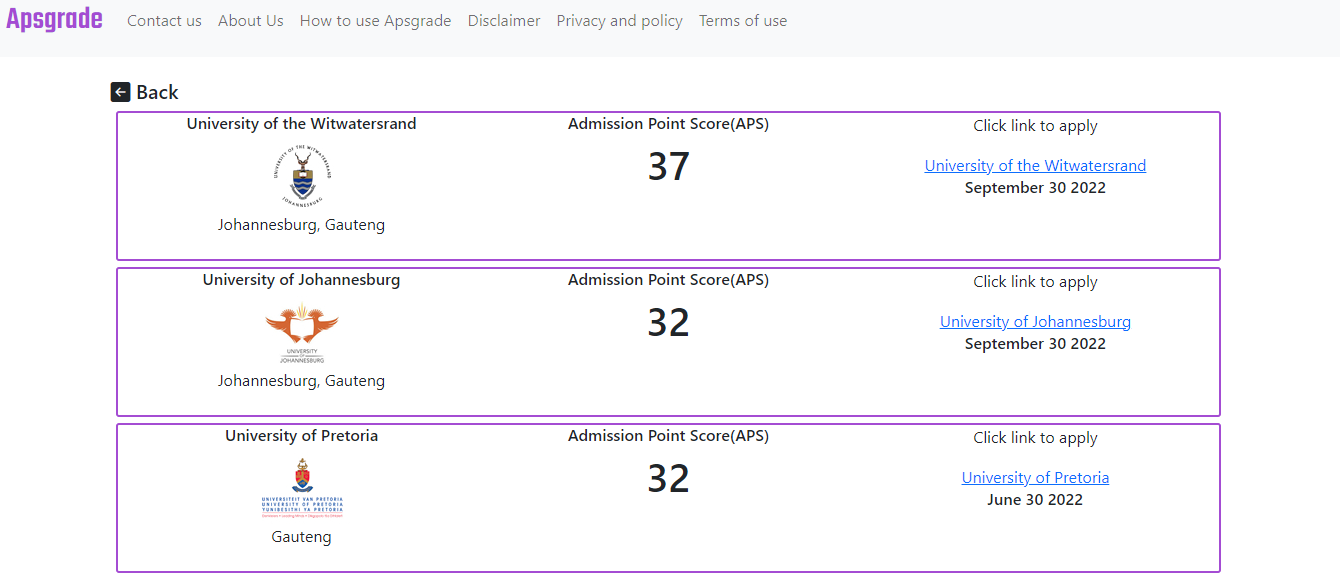 Apsgrade Contact us About Us How to use Apsgrade Disclaimer Privacy and policy Terms of use
Back
University of the Witwatersrand
UNIVERSITY OF THE WITWATERSRAND
JOHANNESBURG
Johannesburg, Gauteng
Admission Point Score(APS)
37
Click link to apply
University of the Witwatersrand
September 30 2022
University of Johannesburg
UNIVERSITY
OF
JOHANNESBURG
Johannesburg, Gauteng
Admission Point Score(APS)
32
Click link to apply
University of Johannesburg
September 30 2022
University of Pretoria
UNIVERSITEIT VAN PRETORIA
UNIVERSITY OF PRETORIA
YUNIBESITHI YA PRETORIA
Gauteng
Admission Point Score(APS)
32
Click link to apply
University of Pretoria
June 30 2022